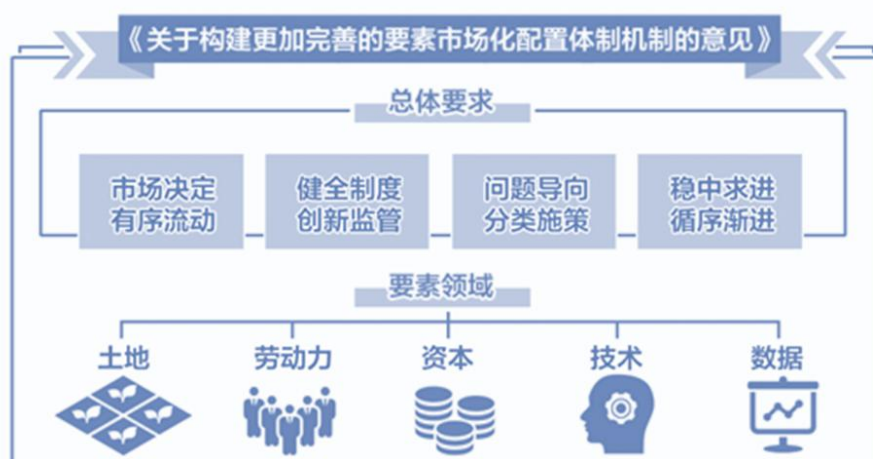 《关于构建更加完善的要素市场化配置体制机制的意见》
总体要求
市场决定
有序流动
健全制度
创新监管
问题导向
分类施策
稳中求进
循序渐进
要素领域
土地
劳动力
资本
技术
数据